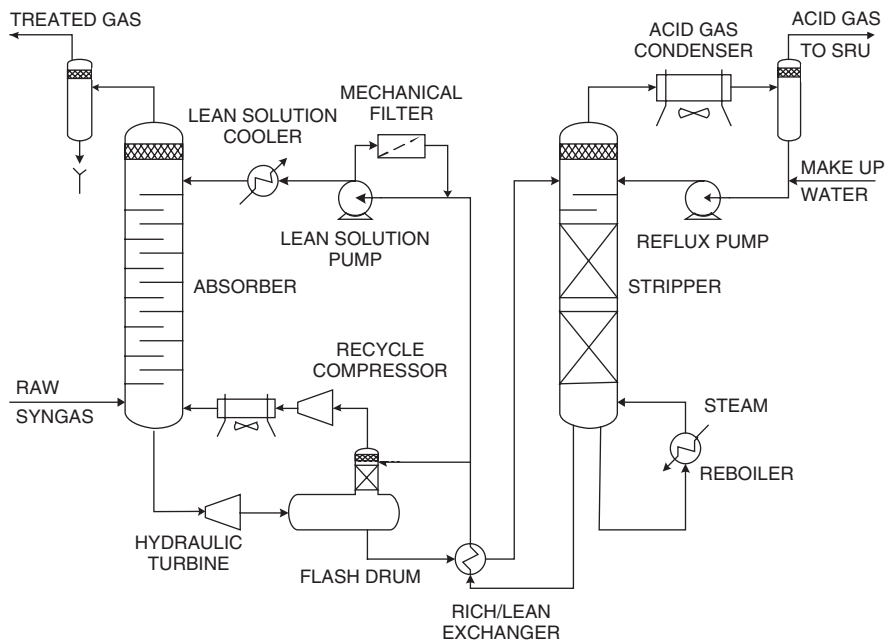 TREATED GAS
ACID GAS
TO SRU
ACID GAS
CONDENSER
MECHANICAL
FILTER
LEAN SOLUTION
COOLER
MAKE UP
WATER
LEAN SOLUTION
PUMP
REFLUX PUMP
ABSORBER
STRIPPER
RECYCLE
COMPRESSOR
RAW
SYNGAS
STEAM
REBOILER
HYDRAULIC
TURBINE
FLASH DRUM
RICH/LEAN
EXCHANGER